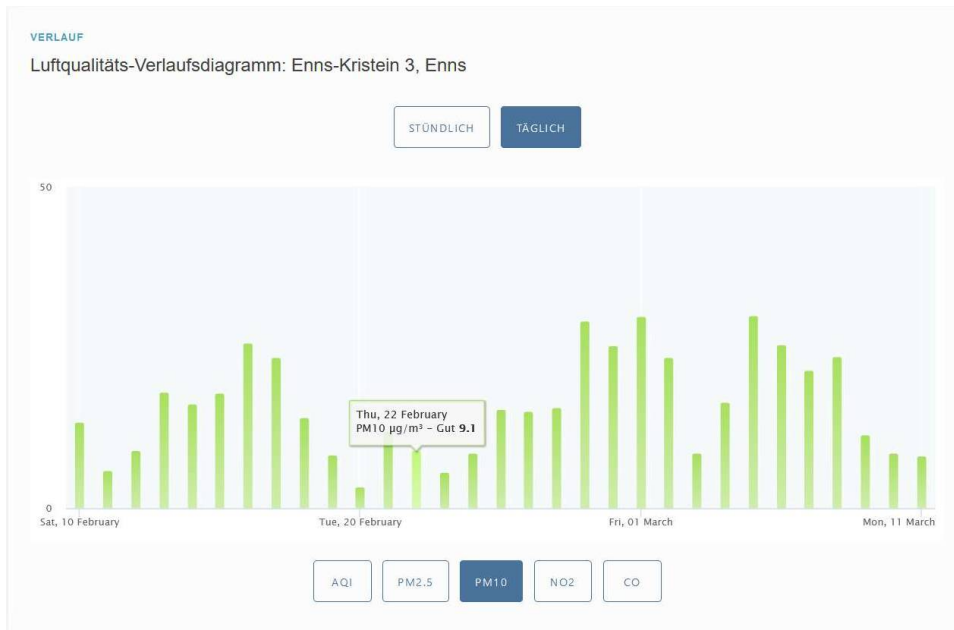 VERLAUF
Luftqualitäts-Verlaufsdiagramm: Enns-Kristein 3, Enns
STÜNDLICH TÄGLICH
50
Thu, 22 February
PM10 µg/m³ - Gut 9.1
0
Sat, 10 February Tue, 20 February Fri, 01 March Mon, 11 March
AQI PM2.5 PM10 NO2 CO